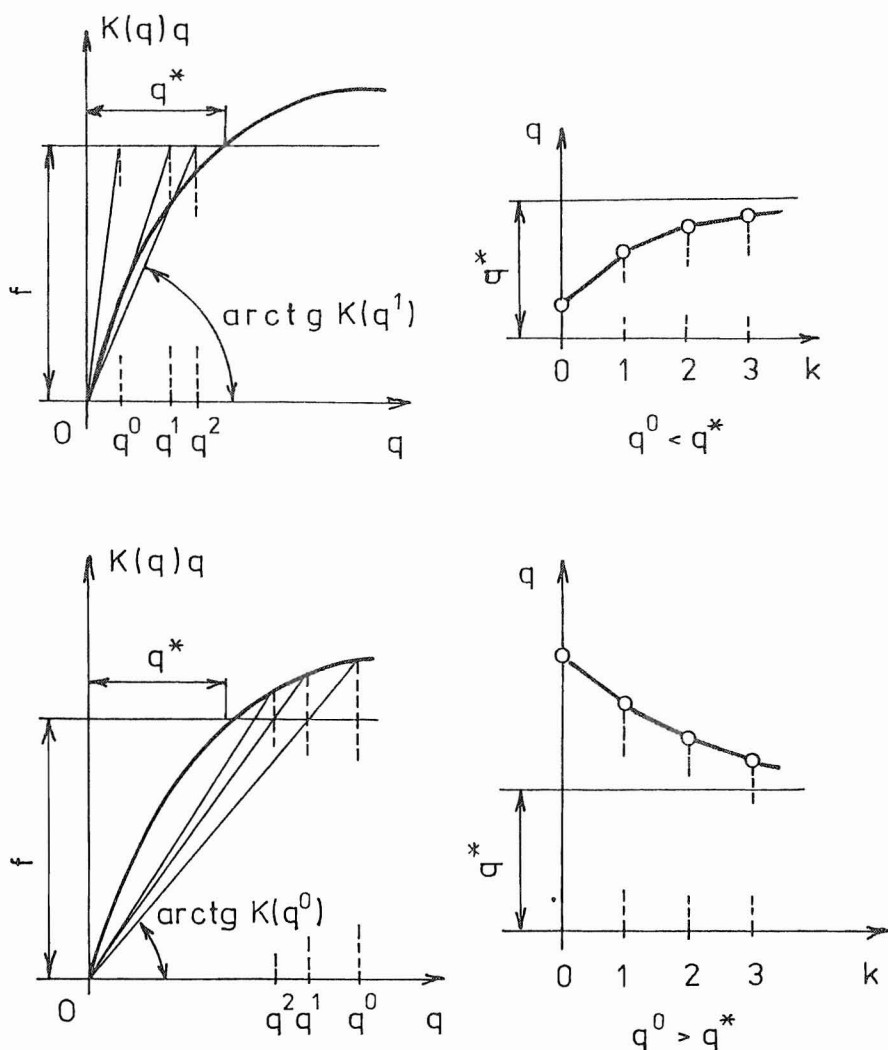 K(q)q
q*
f
arctg K(q¹)
0
q⁰ q¹ q² q
q
q*
0 1 2 3 k
q⁰ < q*
K(q)q
q*
f
arctg K(q⁰)
0
q² q¹ q⁰ q
q
q*
0 1 2 3 k
q⁰ > q*